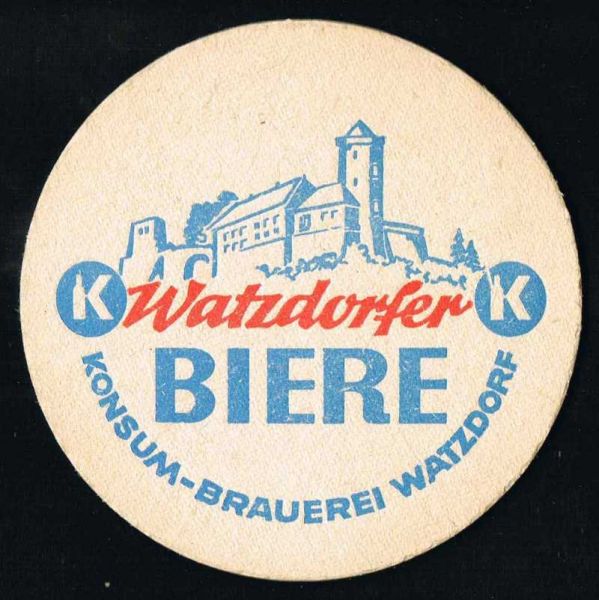 K Watzdorfer K
BIERE
KONSUM-BRAUEREI WATZDORF